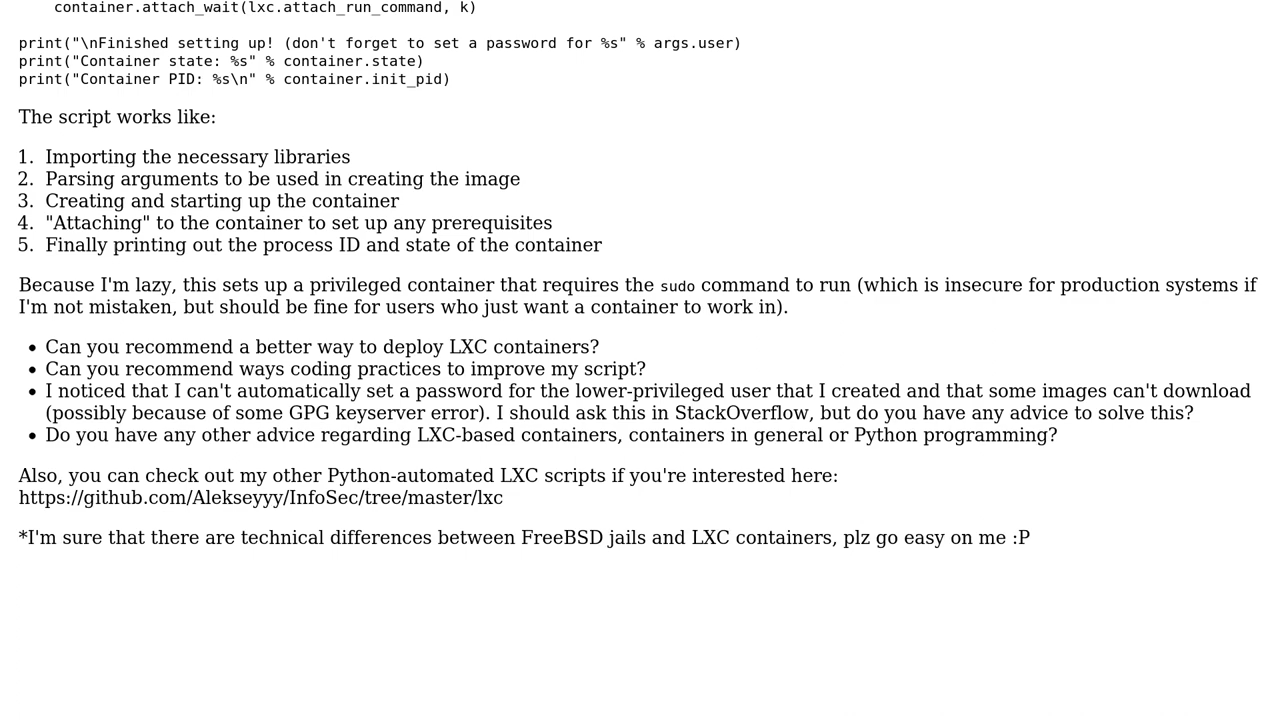 container.attach_wait(lxc.attach_run_command, k)
print("\nFinished setting up! (don't forget to set a password for %s" % args.user)
print("Container state: %s" % container.state)
print("Container PID: %s\n" % container.init_pid)
The script works like:
1. Importing the necessary libraries
2. Parsing arguments to be used in creating the image
3. Creating and starting up the container
4. "Attaching" to the container to set up any prerequisites
5. Finally printing out the process ID and state of the container
Because I'm lazy, this sets up a privileged container that requires the sudo command to run (which is insecure for production systems if
I'm not mistaken, but should be fine for users who just want a container to work in).
• Can you recommend a better way to deploy LXC containers?
• Can you recommend ways coding practices to improve my script?
• I noticed that I can't automatically set a password for the lower-privileged user that I created and that some images can't download
(possibly because of some GPG keyserver error). I should ask this in StackOverflow, but do you have any advice to solve this?
• Do you have any other advice regarding LXC-based containers, containers in general or Python programming?
Also, you can check out my other Python-automated LXC scripts if you're interested here:
https://github.com/Alekseyyy/InfoSec/tree/master/lxc
*I'm sure that there are technical differences between FreeBSD jails and LXC containers, plz go easy on me :P